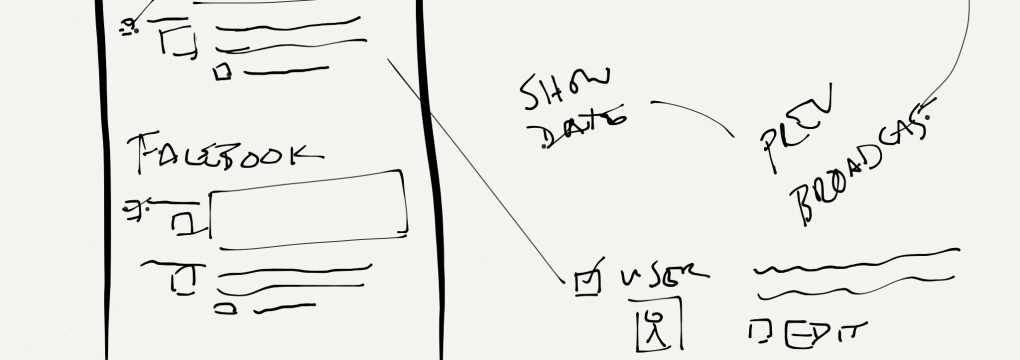 SHOW
DATE
PREV
BROADCAST
FACEBOOK
USER
EDIT